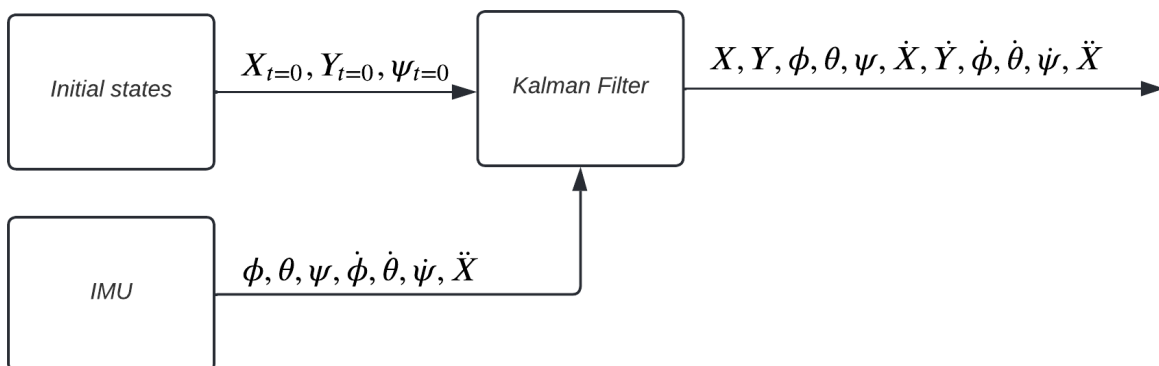 Initial states
X_{t=0}, Y_{t=0}, ψ_{t=0}
Kalman Filter
X, Y, ϕ, θ, ψ, Ẋ, Ẏ, ϕ̇, θ̇, ψ̇, Ẍ
IMU
ϕ, θ, ψ, ϕ̇, θ̇, ψ̇, Ẍ